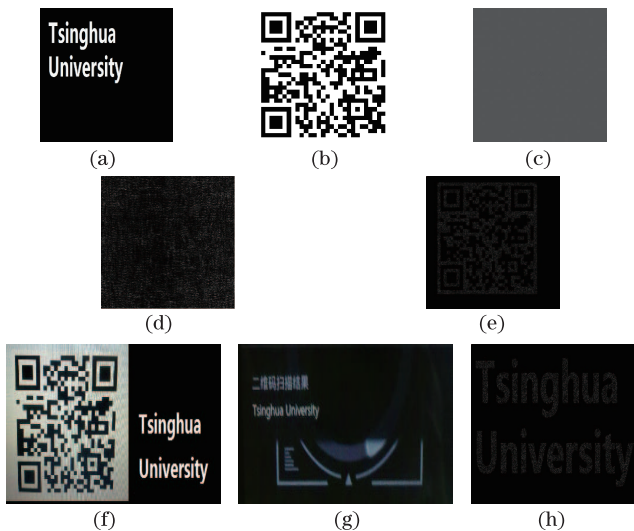 Tsinghua
University
(a)
(b)
(c)
(d)
(e)
Tsinghua
University
(f)
二维码扫描结果
Tsinghua University
(g)
Tsinghua
University
(h)